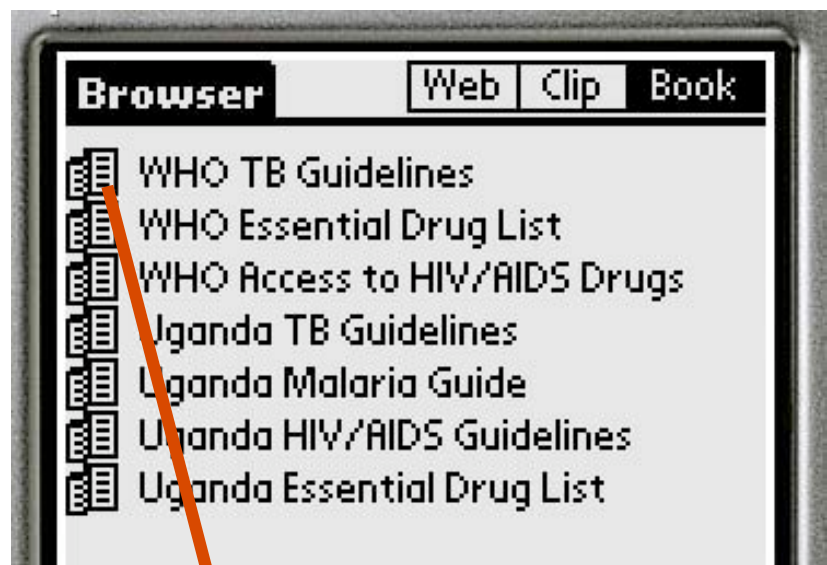 Browser Web Clip Book
WHO TB Guidelines
WHO Essential Drug List
WHO Access to HIV/AIDS Drugs
Uganda TB Guidelines
Uganda Malaria Guide
Uganda HIV/AIDS Guidelines
Uganda Essential Drug List